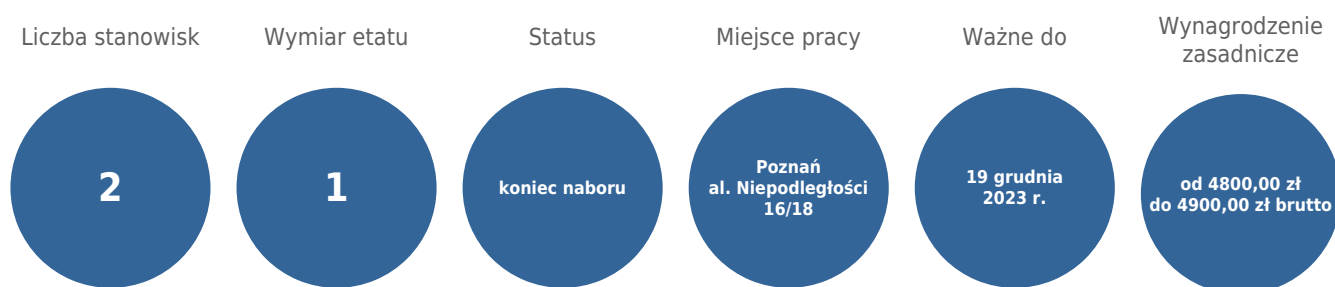 Liczba stanowisk
2
Wymiar etatu
1
Status
koniec naboru
Miejsce pracy
Poznań
al. Niepodległości
16/18
Ważne do
19 grudnia
2023 r.
Wynagrodzenie
zasadnicze
od 4800,00 zł
do 4900,00 zł brutto